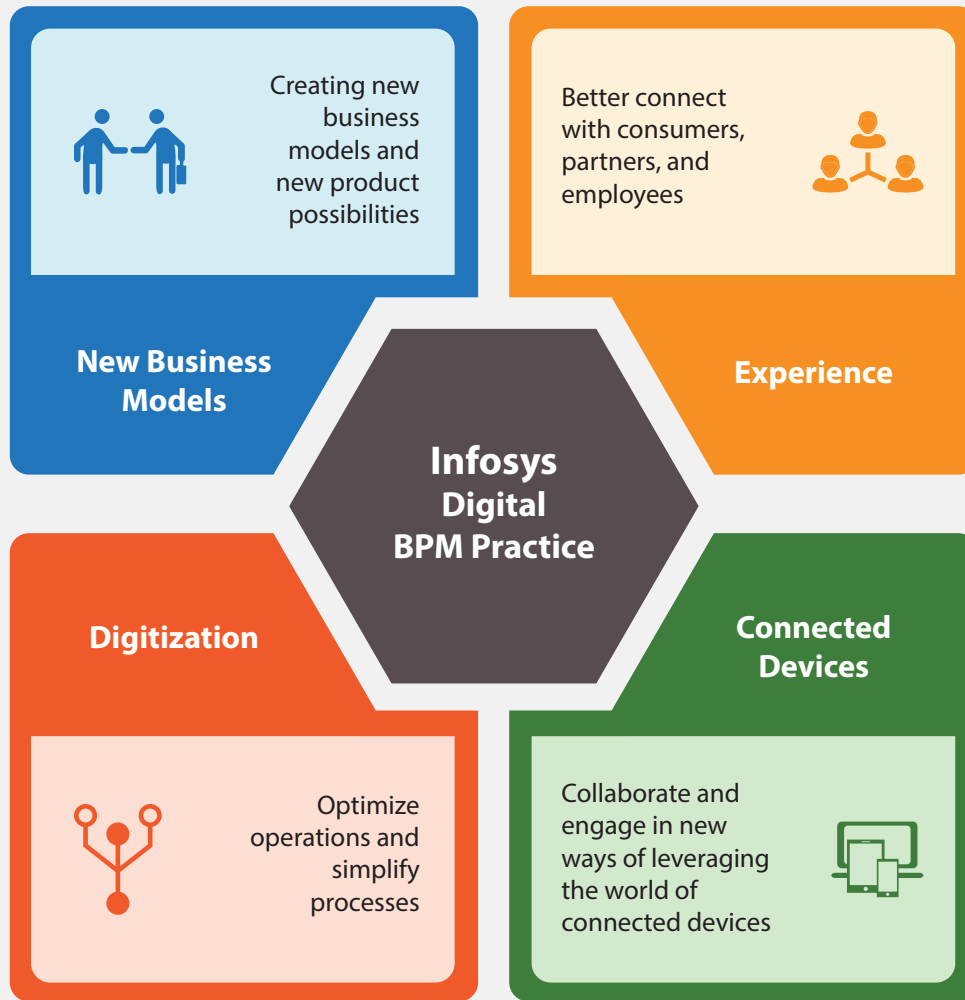 Creating new
business
models and
new product
possibilities
New Business
Models
Better connect
with consumers,
partners, and
employees
Experience
Infosys
Digital
BPM Practice
Digitization
Optimize
operations and
simplify
processes
Connected
Devices
Collaborate and
engage in new
ways of leveraging
the world of
connected devices